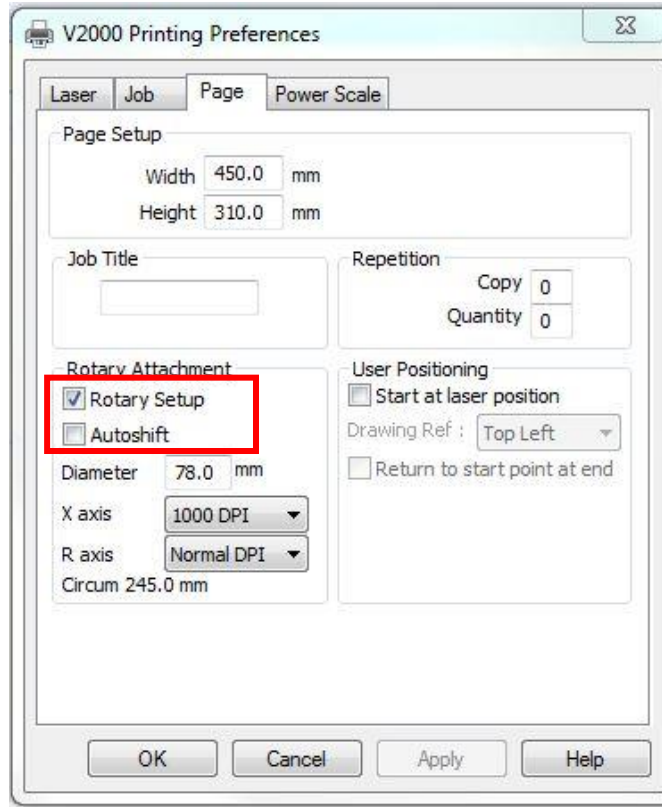 V2000 Printing Preferences
Laser Job Page Power Scale
Page Setup
Width 450.0 mm
Height 310.0 mm
Job Title
Repetition
Copy 0
Quantity 0
Rotary Attachment
Rotary Setup
Autoshift
Diameter 78.0 mm
X axis 1000 DPI
R axis Normal DPI
Circum 245.0 mm
User Positioning
Start at laser position
Drawing Ref : Top Left
Return to start point at end
OK Cancel Apply Help